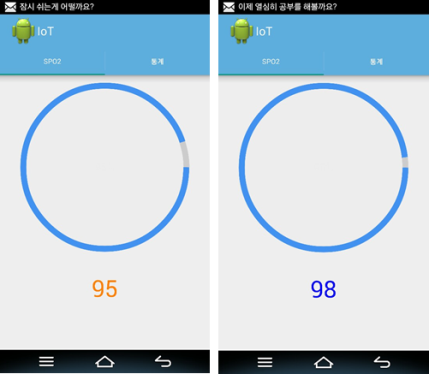 잠시 쉬는게 어떨까요?
IoT
SPO2 통계
95
이제 열심히 공부를 해볼까요?
IoT
SPO2 통계
98